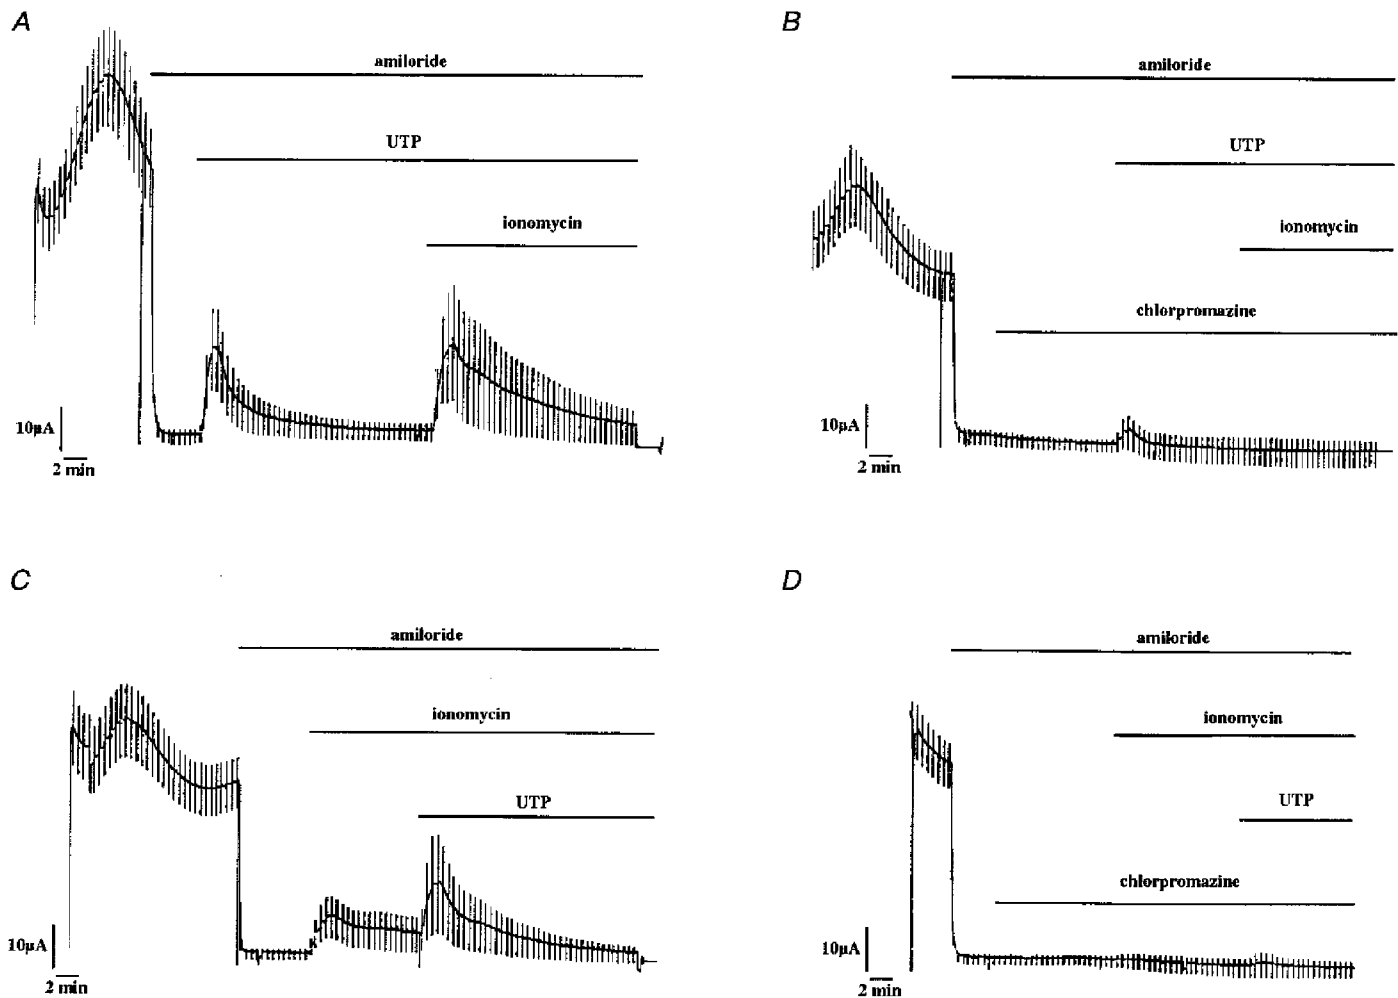 A
amiloride
UTP
ionomycin
10µA
2 min
B
amiloride
UTP
ionomycin
chlorpromazine
10µA
2 min
C
amiloride
ionomycin
UTP
10µA
2 min
D
amiloride
ionomycin
UTP
chlorpromazine
10µA
2 min